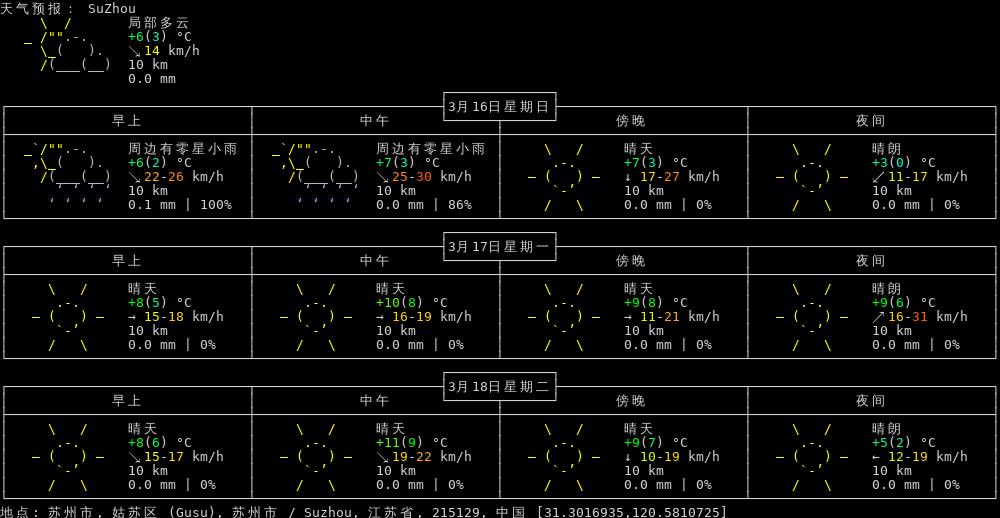 天气预报: SuZhou
局部多云
+6(3) °C
↘ 14 km/h
10 km
0.0 mm
3月16日星期日
早上 中午 傍晚 夜间
周边有零星小雨 周边有零星小雨 晴天 晴朗
+6(2) °C +7(3) °C +7(3) °C +3(0) °C
↘ 22-26 km/h ↘ 25-30 km/h ↓ 17-27 km/h ↙ 11-17 km/h
10 km 10 km 10 km 10 km
0.1 mm | 100% 0.0 mm | 86% 0.0 mm | 0% 0.0 mm | 0%
3月17日星期一
早上 中午 傍晚 夜间
晴天 晴天 晴天 晴朗
+8(5) °C +10(8) °C +9(8) °C +9(6) °C
→ 15-18 km/h → 16-19 km/h → 11-21 km/h ↗ 16-31 km/h
10 km 10 km 10 km 10 km
0.0 mm | 0% 0.0 mm | 0% 0.0 mm | 0% 0.0 mm | 0%
3月18日星期二
早上 中午 傍晚 夜间
晴天 晴天 晴天 晴朗
+8(6) °C +11(9) °C +9(7) °C +5(2) °C
↘ 15-17 km/h ↘ 19-22 km/h ↓ 10-19 km/h ← 12-19 km/h
10 km 10 km 10 km 10 km
0.0 mm | 0% 0.0 mm | 0% 0.0 mm | 0% 0.0 mm | 0%
地点: 苏州市, 姑苏区 (Gusu), 苏州市 / Suzhou, 江苏省, 215129, 中国 [31.3016935,120.5810725]